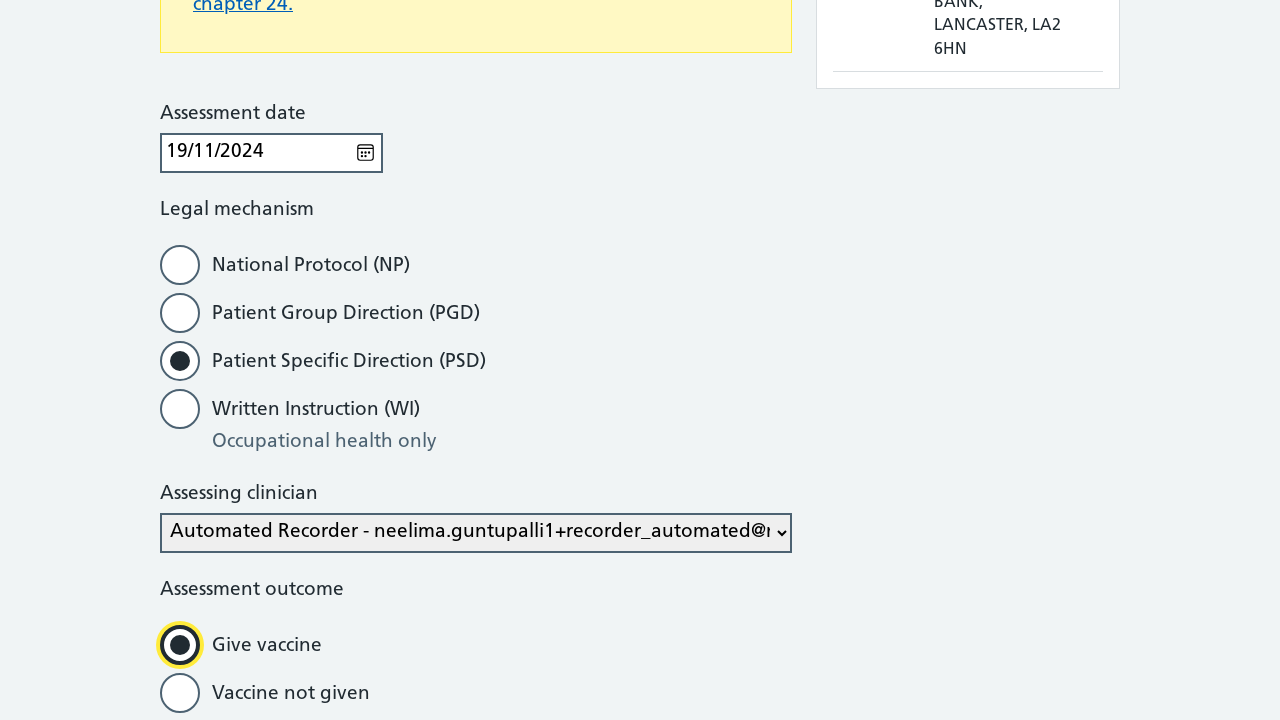 chapter 24.
BANK,
LANCASTER, LA2
6HN
Assessment date
19/11/2024
Legal mechanism
National Protocol (NP)
Patient Group Direction (PGD)
Patient Specific Direction (PSD)
Written Instruction (WI)
Occupational health only
Assessing clinician
Automated Recorder - neelima.guntupalli1+recorder_automated@
Assessment outcome
Give vaccine
Vaccine not given